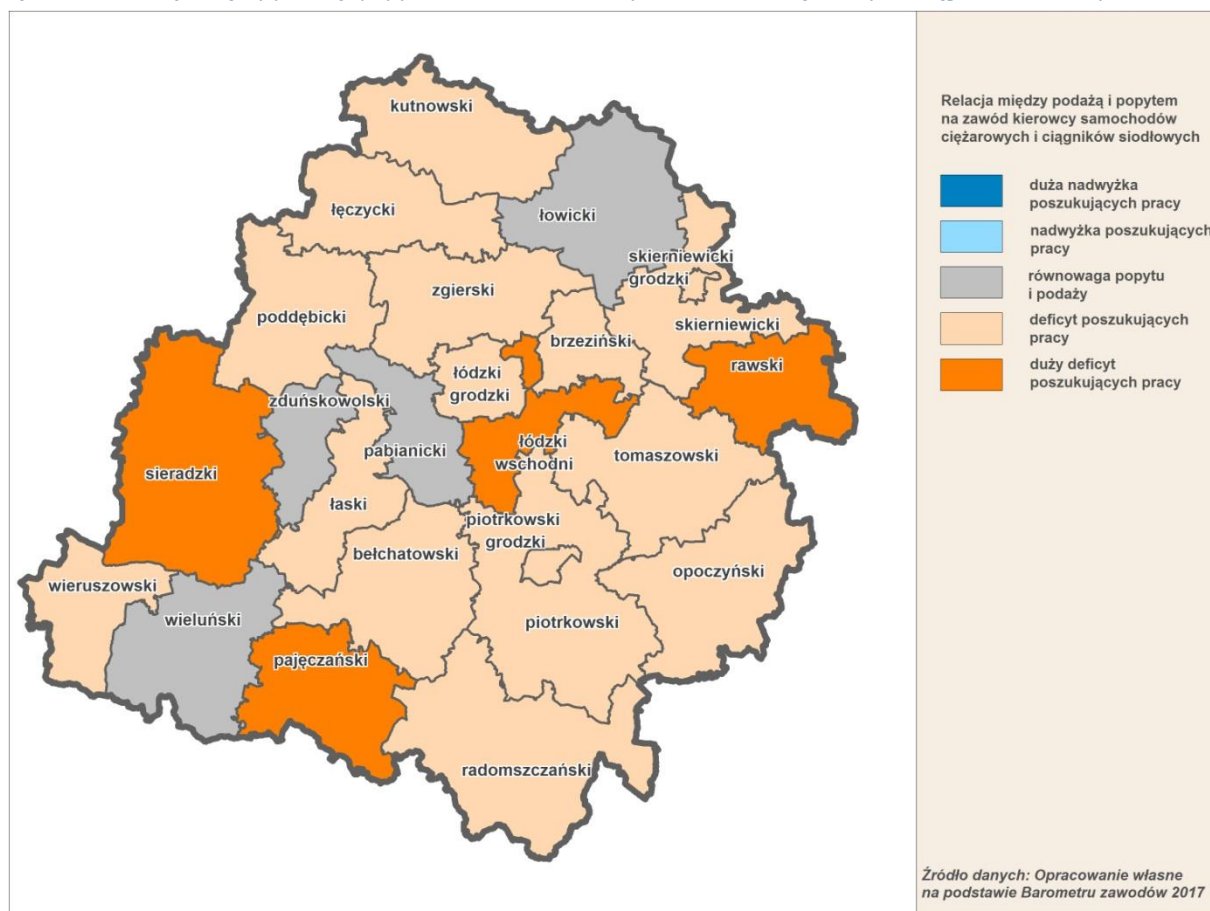 kutnowski
łęczycki
łowicki
skierniewicki
grodzki
zgierski
poddębicki
brzeziński
skierniewicki
rawski
łódzki
grodzki
zduńskowolski
pabianicki
łódzki
wschodni
tomaszowski
sieradzki
łaski
piotrkowski
grodzki
bełchatowski
opoczyński
wieruszowski
wieluński
piotrkowski
pajęczański
radomszczański
Relacja między podażą i popytem
na zawód kierowcy samochodów
ciężarowych i ciągników siodłowych
duża nadwyżka
poszukujących pracy
nadwyżka poszukujących
pracy
równowaga popytu
i podaży
deficyt poszukujących
pracy
duży deficyt
poszukujących pracy
Źródło danych: Opracowanie własne
na podstawie Barometru zawodów 2017